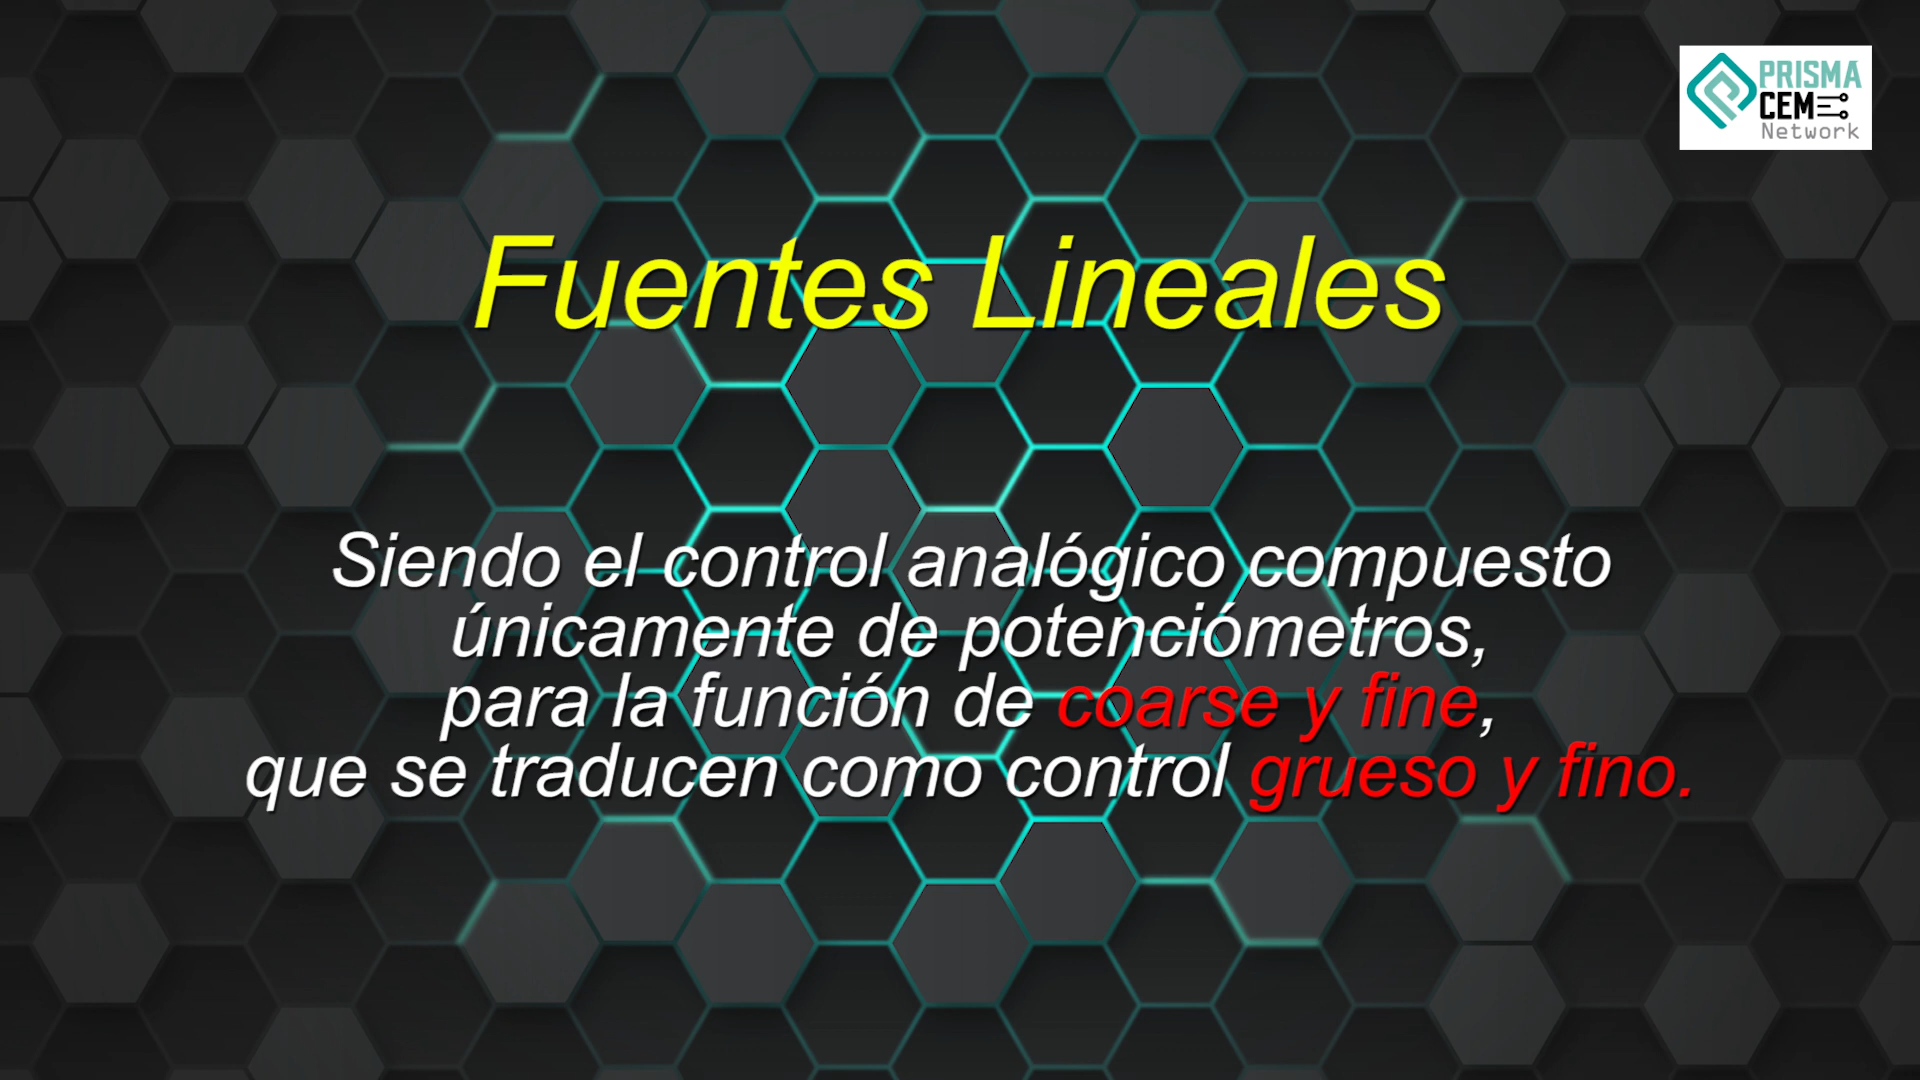 PRISMA
CEM
Network
Fuentes Lineales
Siendo el control analógico compuesto
únicamente de potenciómetros,
para la función de coarse y fine,
que se traducen como control grueso y fino.